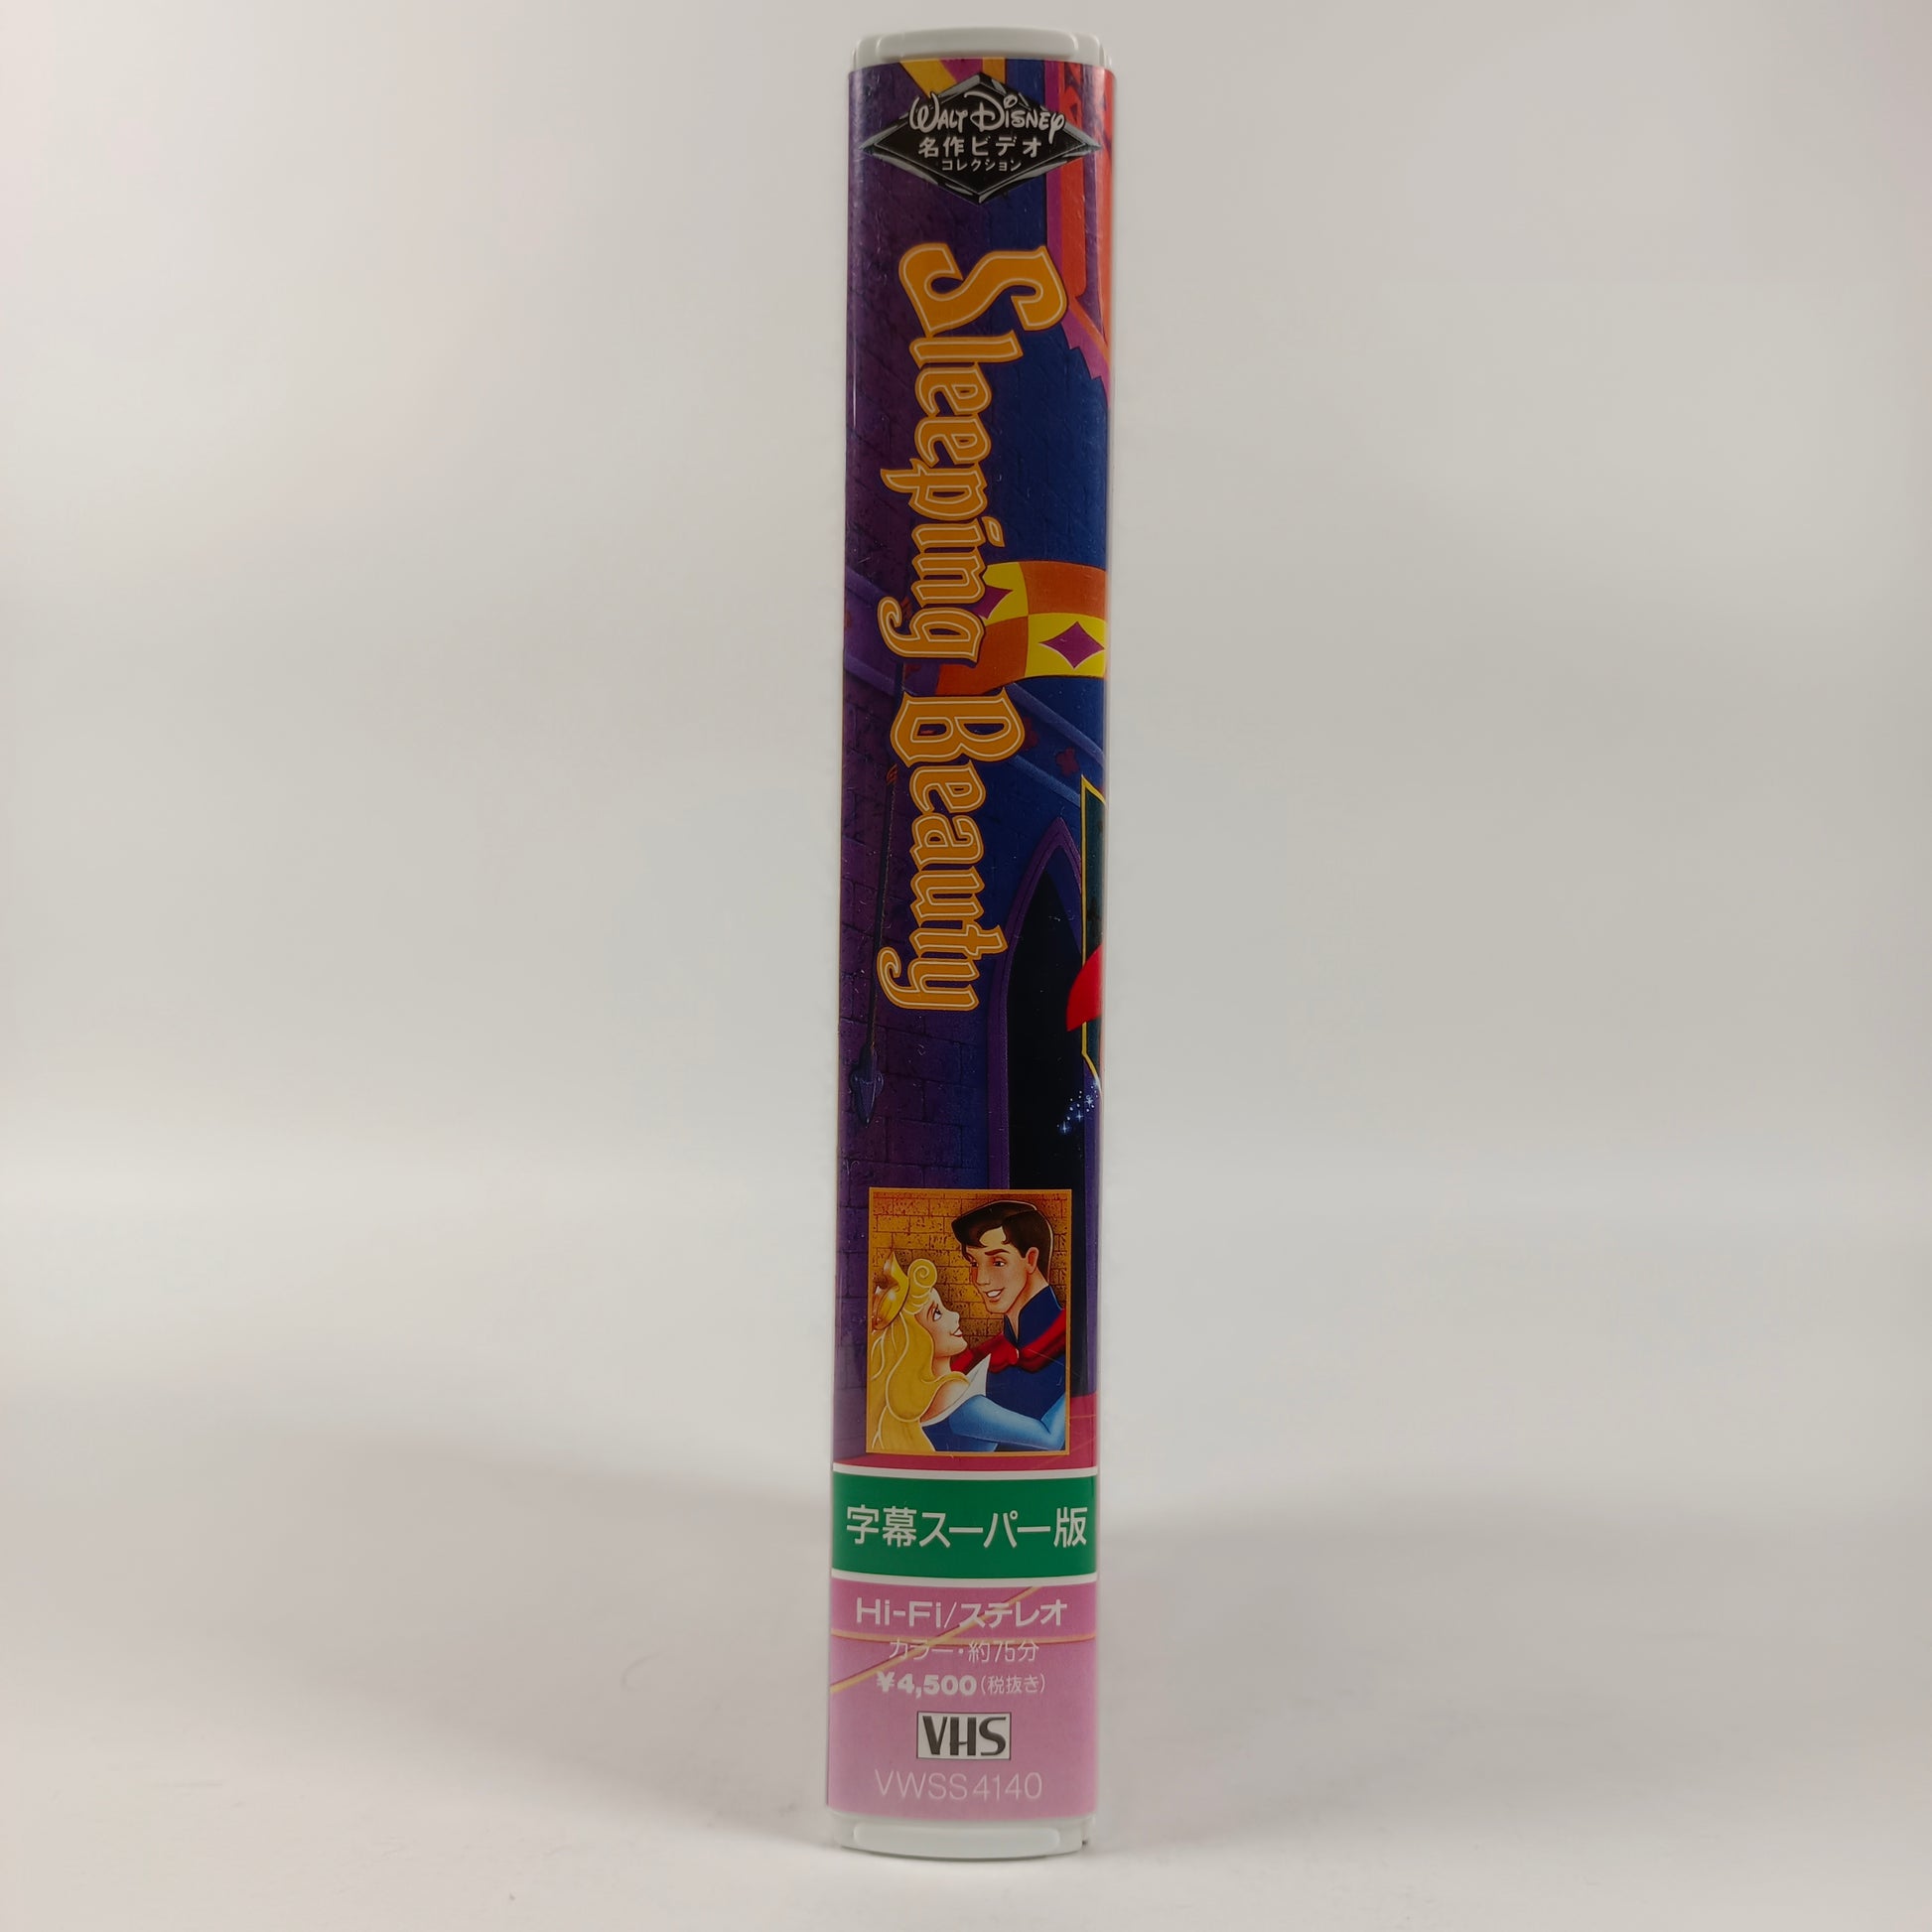 WALT DISNEY
名作ビデオ
コレクション
Sleeping Beauty
字幕スーパー版
Hi-Fi/ステレオ
カラー・約75分
¥4,500(税抜き)
VHS
VWSS4140